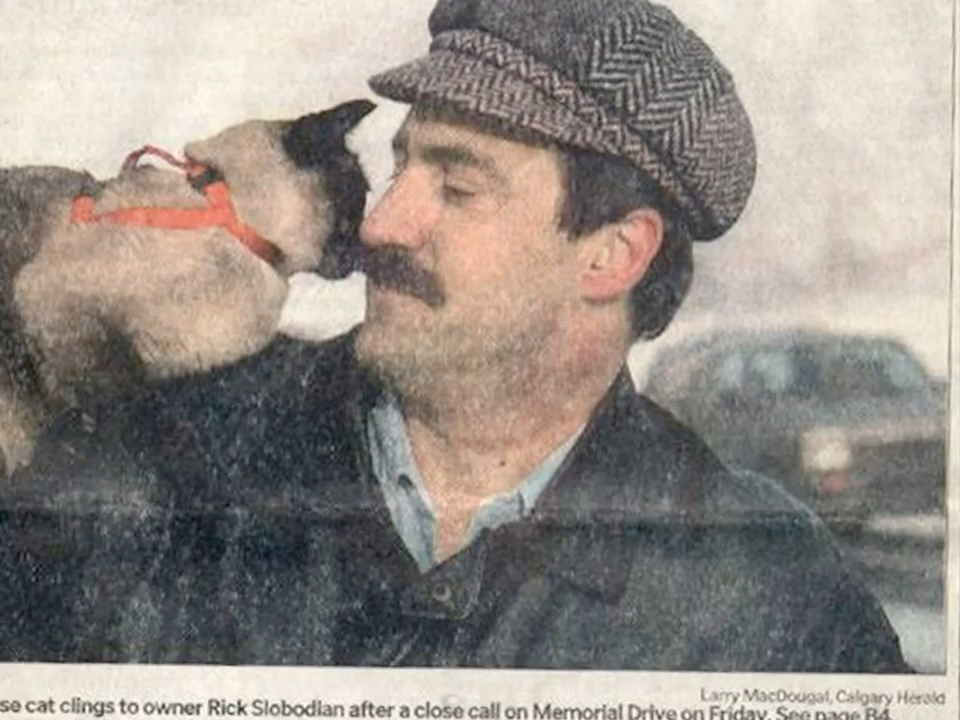 Larry MacDougal, Calgary Herald
se cat clings to owner Rick Slobodian after a close call on Memorial Drive on Friday. See page B4